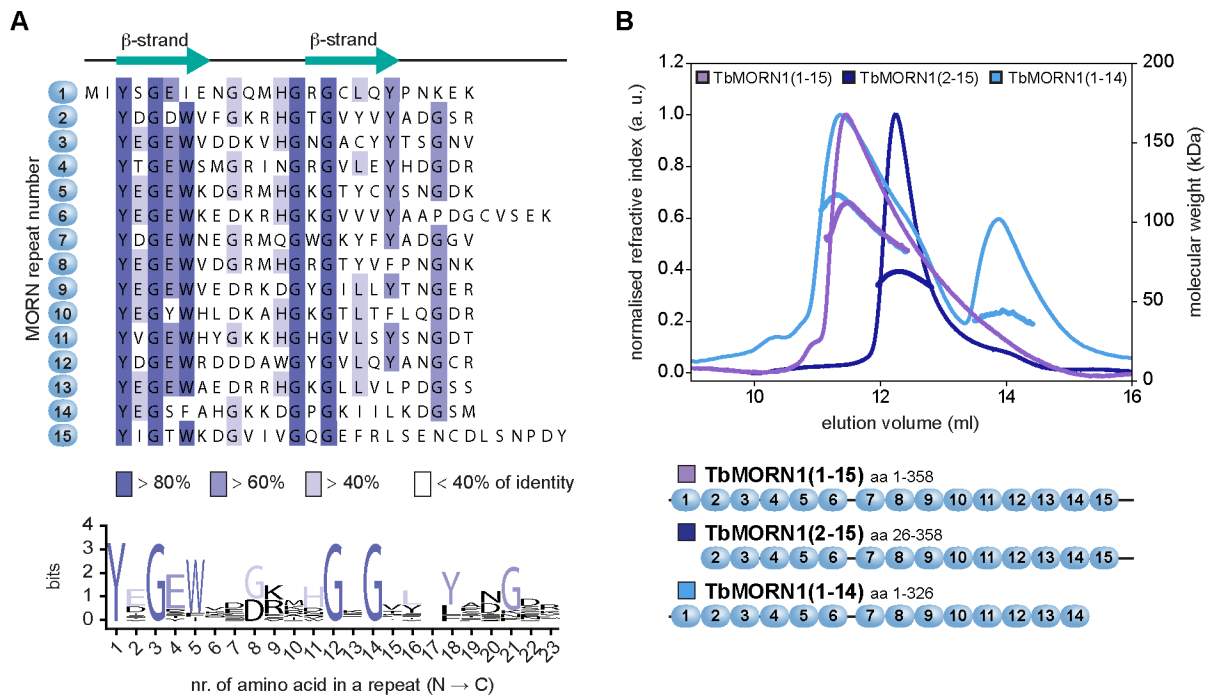 A
β-strand β-strand
MORN repeat number
1 M I Y S G E I E N G Q M H G R G C L Q Y P N K E K
2 Y D G D W V F G K R H G T G V Y V Y A D G S R
3 Y E G E W V D D K V H G N G A C Y Y T S G N V
4 Y T G E W S M G R I N G R G V L E Y H D G D R
5 Y E G E W K D G R M H G K G T Y C Y S N G D K
6 Y E G E W K E D K R H G K G V V V Y A A P D G C V S E K
7 Y D G E W N E G R M Q G W G K Y F Y A D G G V
8 Y E G E W V D G R M H G R G T Y V F P N G N K
9 Y E G E W V E D R K D G Y G I L L Y T N G E R
10 Y E G Y W H L D K A H G K G T L T F L Q G D R
11 Y V G E W H Y G K K H G H G V L S Y S N G D T
12 Y D G E W R D D D A W G Y G V L Q Y A N G C R
13 Y E G E W A E D R R H G K G L L V L P D G S S
14 Y E G S F A H G K K D G P G K I I L K D G S M
15 Y I G T W K D G V I V G Q G E F R L S E N C D L S N P D Y
> 80% > 60% > 40% < 40% of identity
bits
4
3
2
1
0
Y E G E W G K H G G L Y N G
D R
1 2 3 4 5 6 7 8 9 10 11 12 13 14 15 16 17 18 19 20 21 22 23
nr. of amino acid in a repeat (N → C)
B
TbMORN1(1-15) TbMORN1(2-15) TbMORN1(1-14)
normalised refractive index (a. u.)
1.2
1.0
0.8
0.6
0.4
0.2
0.0
molecular weight (kDa)
200
150
100
50
0
10 12 14 16
elution volume (ml)
TbMORN1(1-15) aa 1-358
1 2 3 4 5 6 7 8 9 10 11 12 13 14 15
TbMORN1(2-15) aa 26-358
2 3 4 5 6 7 8 9 10 11 12 13 14 15
TbMORN1(1-14) aa 1-326
1 2 3 4 5 6 7 8 9 10 11 12 13 14